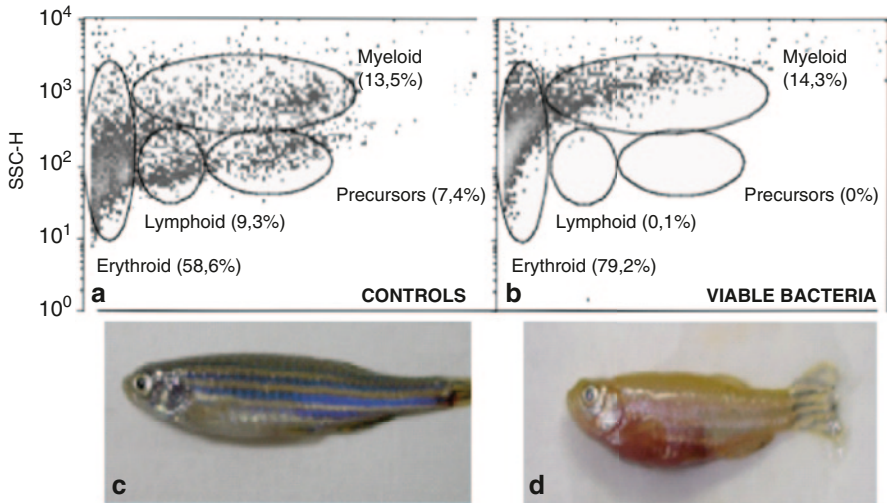 10⁴
10³
10²
10¹
10⁰
SSC-H
Myeloid
(13,5%)
Precursors (7,4%)
Lymphoid (9,3%)
Erythroid (58,6%)
a
CONTROLS
Myeloid
(14,3%)
Precursors (0%)
Lymphoid (0,1%)
Erythroid (79,2%)
b
VIABLE BACTERIA
c
d